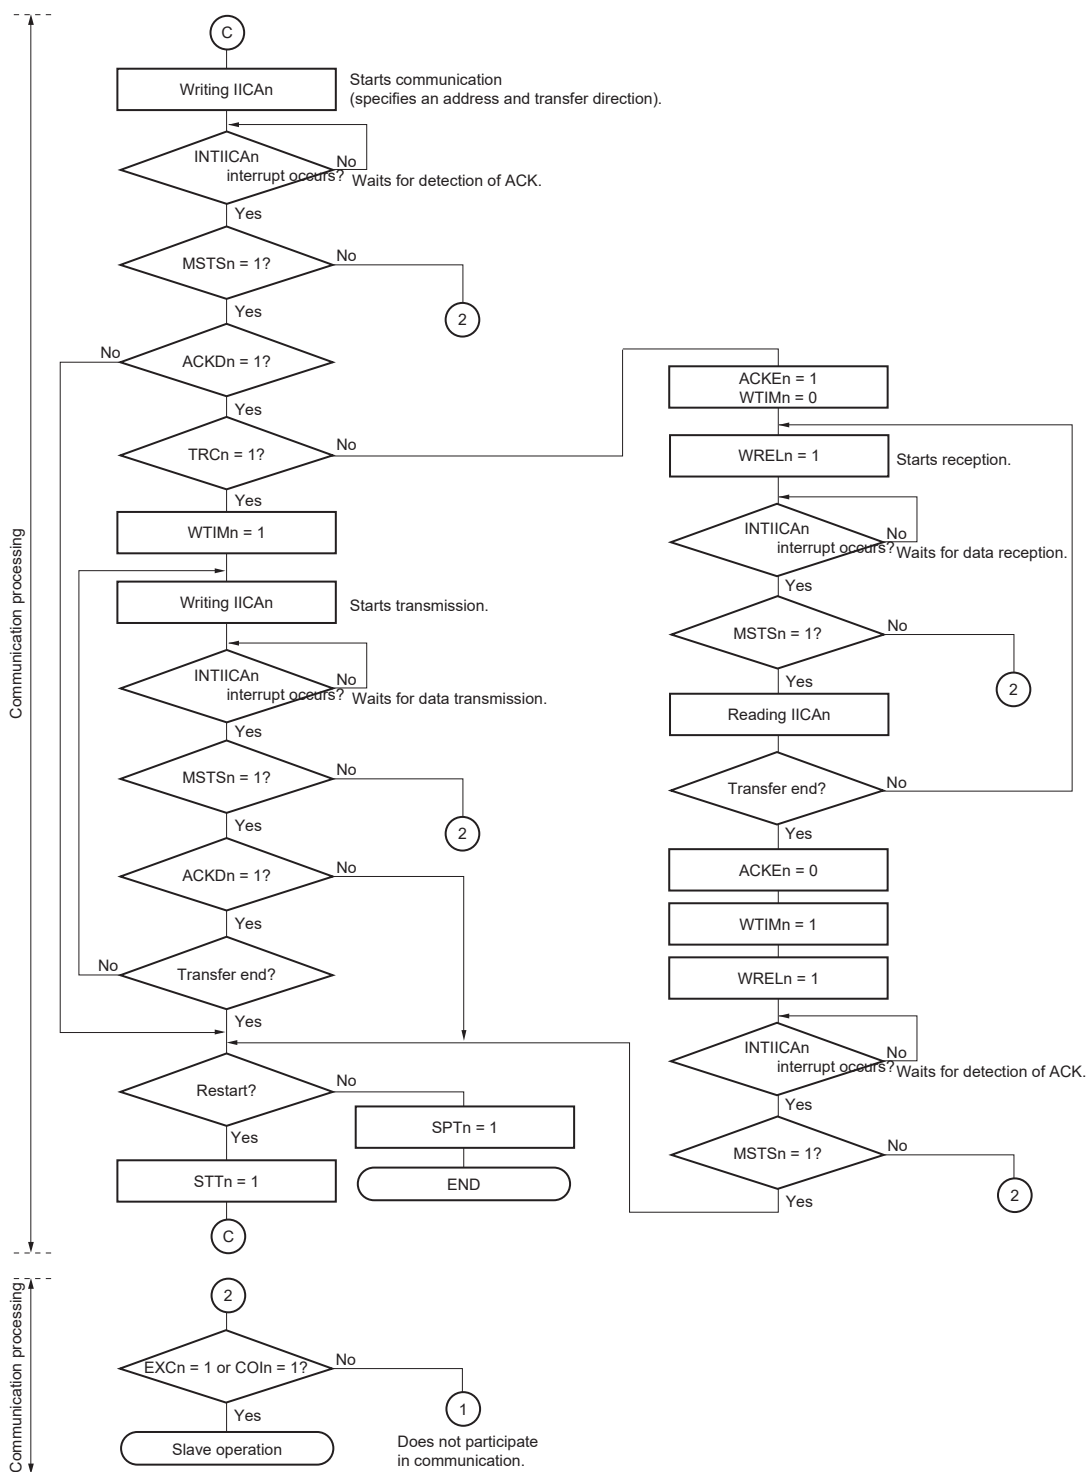 C
Writing IICAn
Starts communication
(specifies an address and transfer direction).
INTIICAn
interrupt occurs?
No
Waits for detection of ACK.
Yes
MSTSn = 1?
No
2
Yes
ACKDn = 1?
No
Yes
TRCn = 1?
No
Yes
WTIMn = 1
Writing IICAn
Starts transmission.
INTIICAn
interrupt occurs?
No
Waits for data transmission.
Yes
MSTSn = 1?
No
2
Yes
ACKDn = 1?
No
Yes
Transfer end?
No
Yes
Restart?
No
SPTn = 1
END
Yes
STTn = 1
C
ACKEn = 1
WTIMn = 0
WRELn = 1
Starts reception.
INTIICAn
interrupt occurs?
No
Waits for data reception.
Yes
MSTSn = 1?
No
2
Yes
Reading IICAn
Transfer end?
No
Yes
ACKEn = 0
WTIMn = 1
WRELn = 1
INTIICAn
interrupt occurs?
No
Waits for detection of ACK.
Yes
MSTSn = 1?
No
2
Yes
Communication processing
2
EXCn = 1 or COIn = 1?
No
1
Does not participate
in communication.
Yes
Slave operation
Communication processing